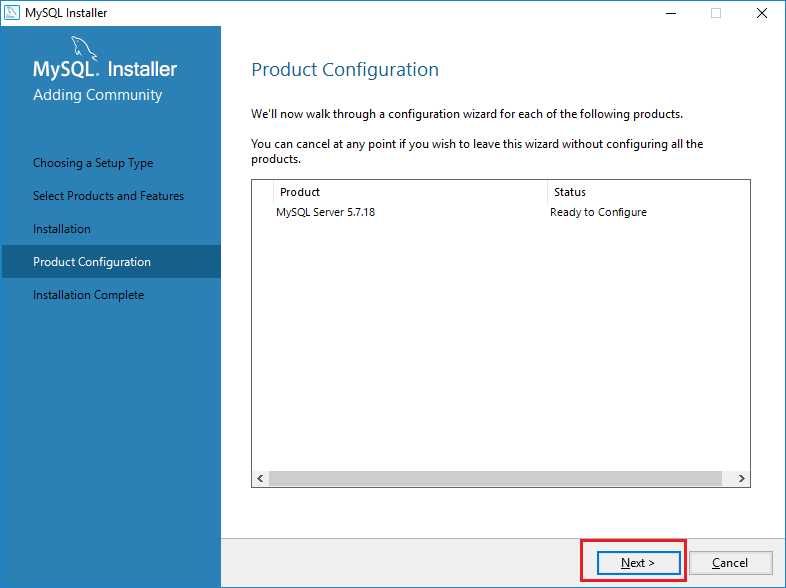 MySQL Installer
MySQL. Installer
Adding Community
Choosing a Setup Type
Select Products and Features
Installation
Product Configuration
Installation Complete
Product Configuration
We'll now walk through a configuration wizard for each of the following products.
You can cancel at any point if you wish to leave this wizard without configuring all the
products.
Product Status
MySQL Server 5.7.18 Ready to Configure
Next > Cancel